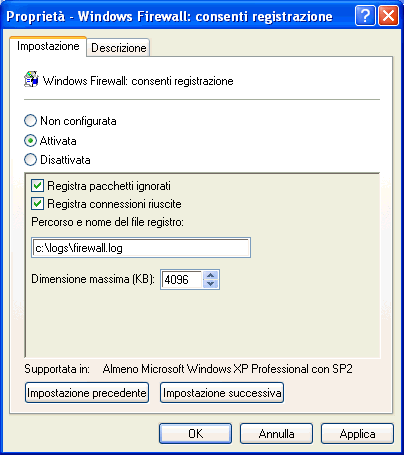 Proprietà - Windows Firewall: consenti registrazione
Impostazione
Descrizione
Windows Firewall: consenti registrazione
Non configurata
Attivata
Disattivata
Registra pacchetti ignorati
Registra connessioni riuscite
Percorso e nome del file registro:
c:\logs\firewall.log
Dimensione massima (KB): 4096
Supportata in: Almeno Microsoft Windows XP Professional con SP2
Impostazione precedente
Impostazione successiva
OK
Annulla
Applica